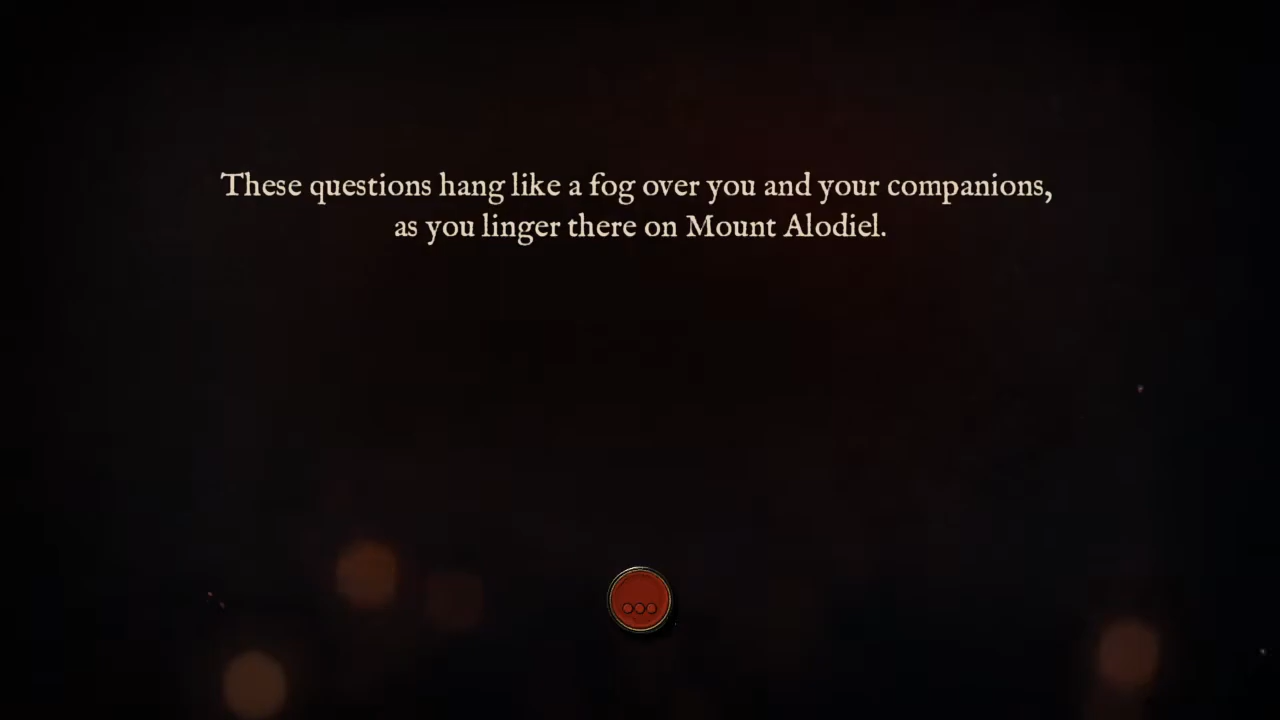 These questions hang like a fog over you and your companions,
as you linger there on Mount Alodiel.